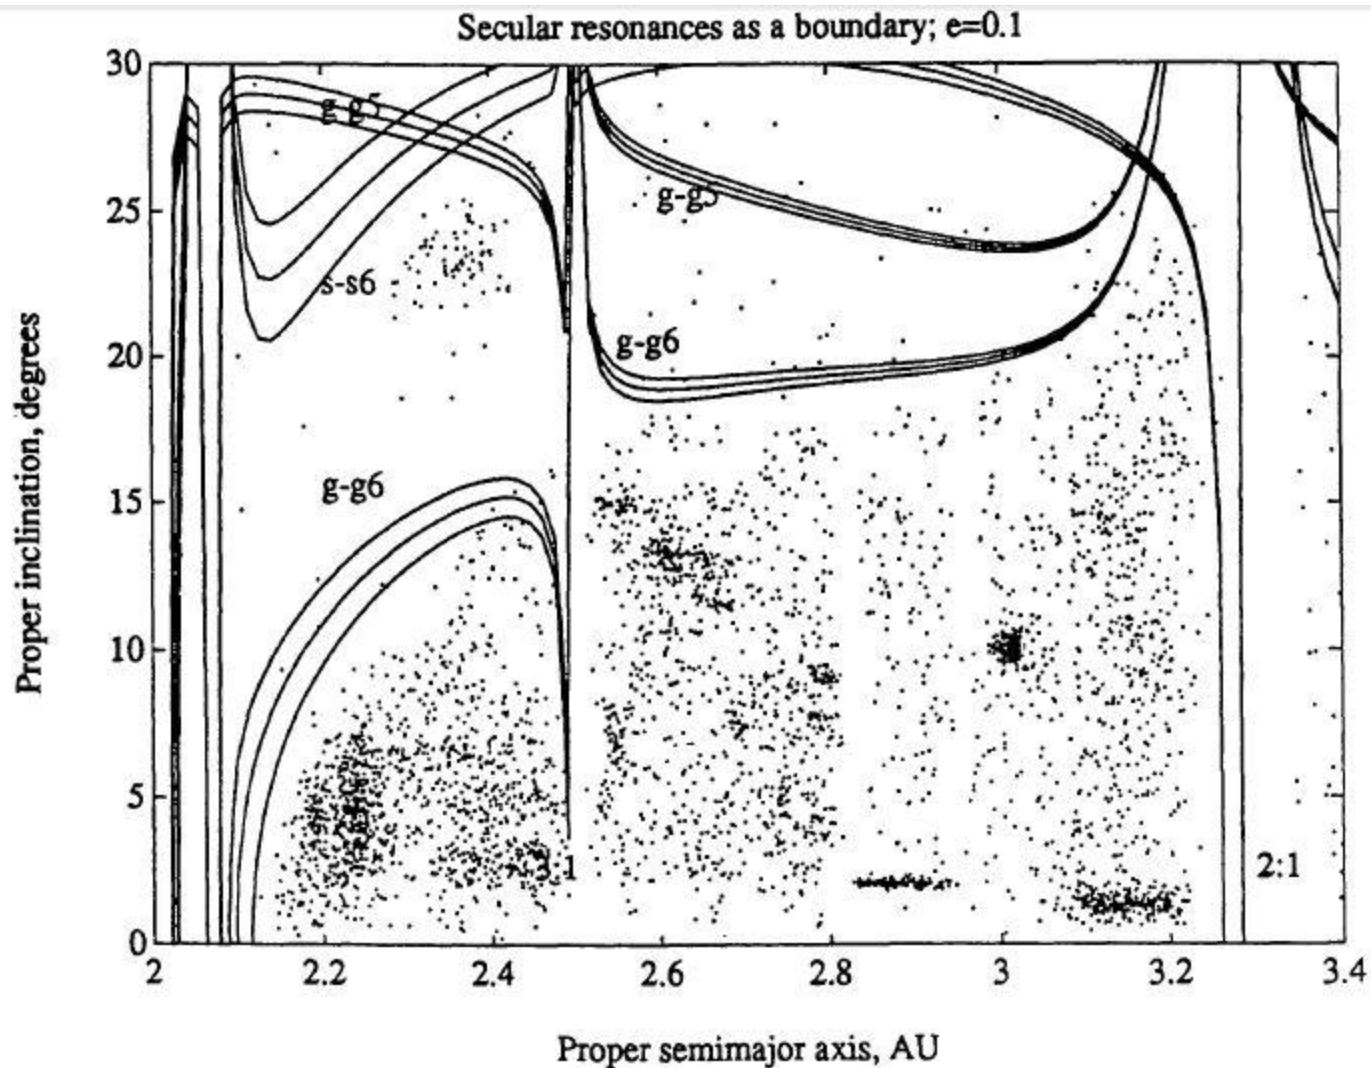 Secular resonances as a boundary; e=0.1
30
25
20
15
10
5
0
Proper inclination, degrees
g-g5
s-s6
g-g6
g-g5
g-g6
3:1
2:1
2
2.2
2.4
2.6
2.8
3
3.2
3.4
Proper semimajor axis, AU